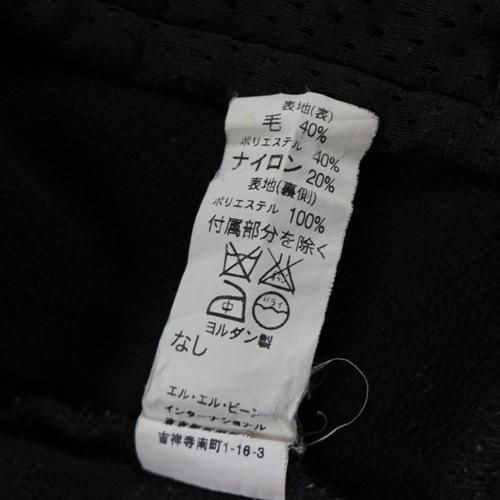 表地(表)
毛 40%
ポリエステル 40%
ナイロン 20%
表地(裏側)
ポリエステル 100%
付属部分を除く
中 ドライ
ヨルダン製
なし
エル・エル・ビーン
インターナショナル
吉祥寺南町1-16-3